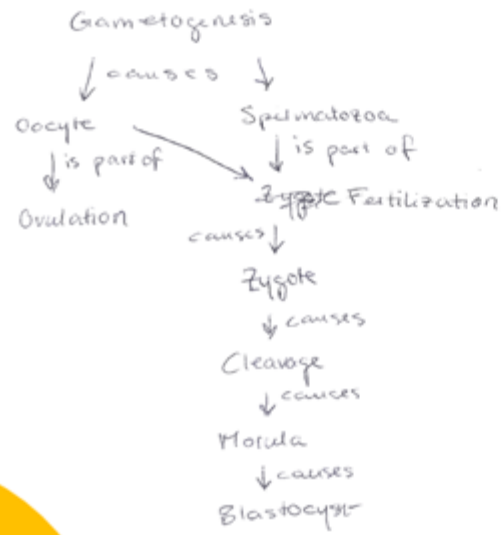 Gametogenesis
causes
Oocyte Spermatozoa
is part of is part of
Ovulation Fertilization
causes
Zygote
causes
Cleavage
causes
Morula
causes
Blastocyst